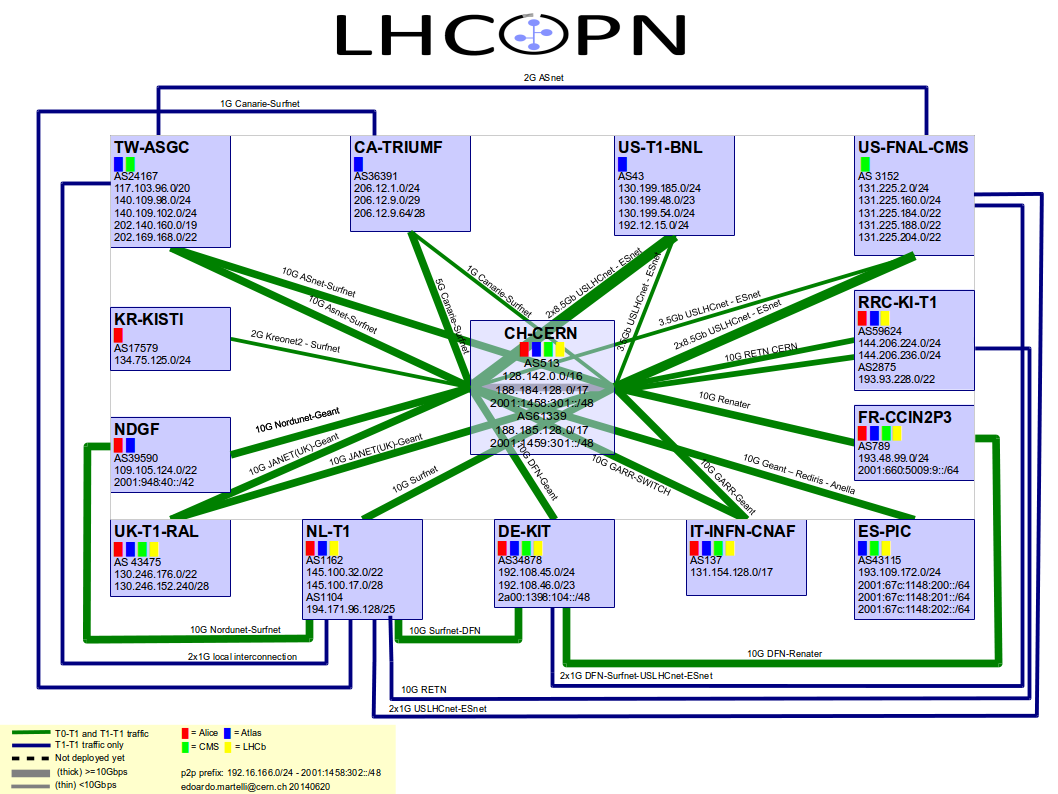 LHCOPN
2G ASnet
1G Canarie-Surfnet
TW-ASGC
AS24167
117.103.96.0/20
140.109.98.0/24
140.109.102.0/24
202.140.160.0/19
202.169.168.0/22
CA-TRIUMF
AS36391
206.12.1.0/24
206.12.9.0/29
206.12.9.64/28
US-T1-BNL
AS43
130.199.185.0/24
130.199.48.0/23
130.199.54.0/24
192.12.15.0/24
US-FNAL-CMS
AS 3152
131.225.2.0/24
131.225.160.0/24
131.225.184.0/22
131.225.188.0/22
131.225.204.0/22
10G ASnet-Surfnet
10G Asnet-Surfnet
5G Canarie-Surfnet
1G Canarie-Surfnet
2x8.5Gb USLHCnet - ESnet
3.5Gb USLHCnet - ESnet
3.5G USLHCnet - ESnet
2x8.5Gb USLHCnet - ESnet
KR-KISTI
AS17579
134.75.125.0/24
2G Kreonet2 - Surfnet
CH-CERN
AS513
128.142.0.0/16
188.184.128.0/17
2001:1458:301::/48
AS61339
188.185.128.0/17
2001:1459:301::/48
RRC-KI-T1
AS59624
144.206.224.0/24
144.206.236.0/24
AS2875
193.93.228.0/22
10G RETN CERN
10G Renater
NDGF
AS39590
109.105.124.0/22
2001:948:40::/42
10G Nordunet-Geant
10G JANET(UK)-Geant
10G JANET(UK)-Geant
10G Surfnet
10G DFN-Geant
10G GARR-SWITCH
10G GARR-Geant
10G Geant – Rediris - Anella
FR-CCIN2P3
AS789
193.48.99.0/24
2001:660:5009:9::/64
UK-T1-RAL
AS 43475
130.246.176.0/22
130.246.152.240/28
NL-T1
AS1162
145.100.32.0/22
145.100.17.0/28
AS1104
194.171.96.128/25
DE-KIT
AS34878
192.108.45.0/24
192.108.46.0/23
2a00:1398:104::/48
IT-INFN-CNAF
AS137
131.154.128.0/17
ES-PIC
AS43115
193.109.172.0/24
2001:67c:1148:200::/64
2001:67c:1148:201::/64
2001:67c:1148:202::/64
10G Nordunet-Surfnet
10G Surfnet-DFN
2x1G local interconnection
10G DFN-Renater
2x1G DFN-Surfnet-USLHCnet-ESnet
10G RETN
2x1G USLHCnet-ESnet
T0-T1 and T1-T1 traffic
T1-T1 traffic only
Not deployed yet
(thick) >=10Gbps
(thin) <10Gbps
= Alice = Atlas
= CMS = LHCb
p2p prefix: 192.16.166.0/24 - 2001:1458:302::/48
edoardo.martelli@cern.ch 20140620